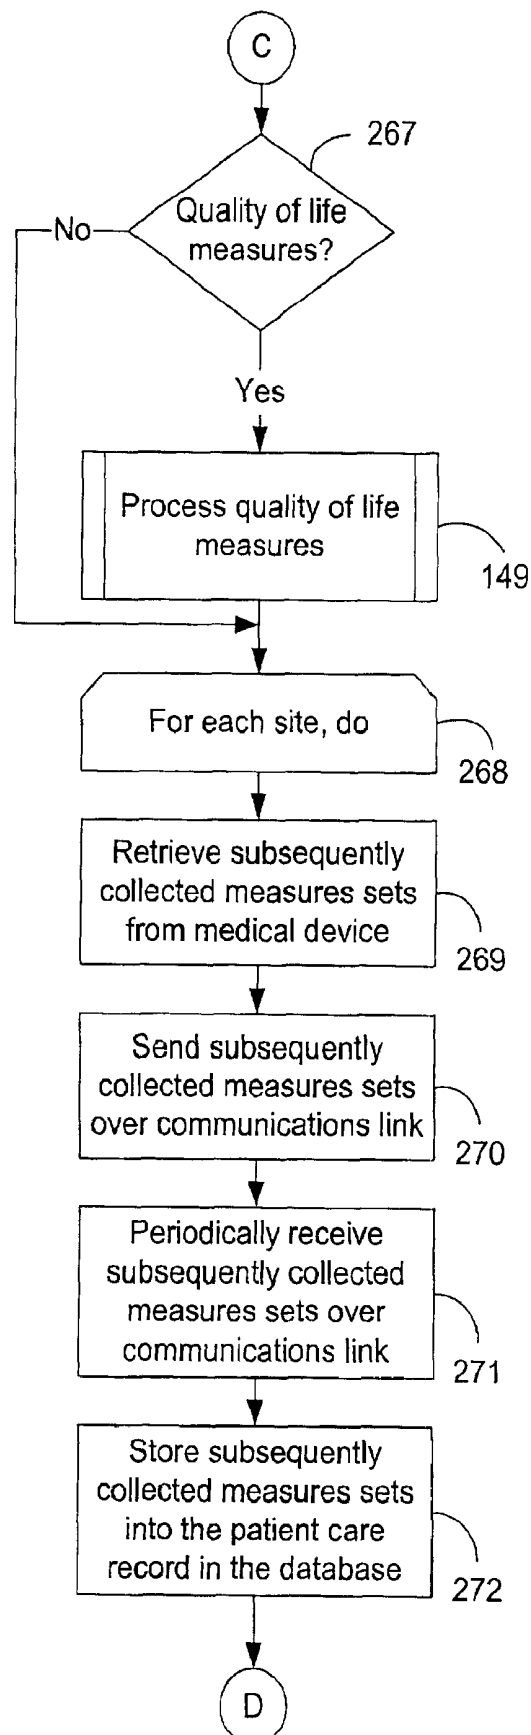 C
267
Quality of life
measures?
No
Yes
Process quality of life
measures
149
For each site, do
268
Retrieve subsequently
collected measures sets
from medical device
269
Send subsequently
collected measures sets
over communications link
270
Periodically receive
subsequently collected
measures sets over
communications link
271
Store subsequently
collected measures sets
into the patient care
record in the database
272
D